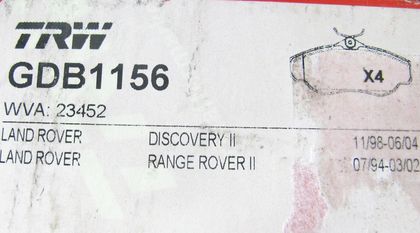 TRW
GDB1156
X4
WVA: 23452
LAND ROVER DISCOVERY II 11/98-06/04
LAND ROVER RANGE ROVER II 07/94-03/02